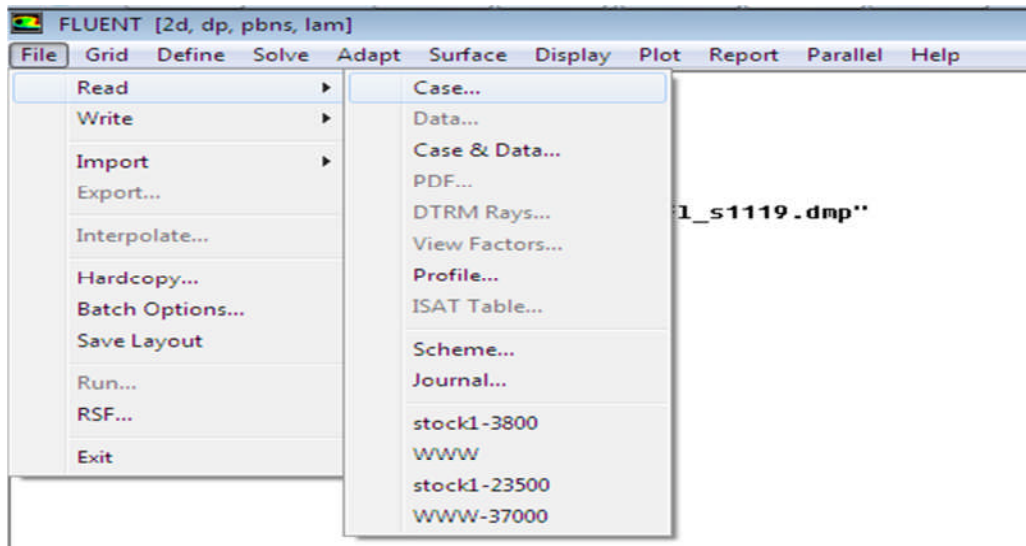 FLUENT [2d, dp, pbns, lam]
File Grid Define Solve Adapt Surface Display Plot Report Parallel Help
Read
Write
Import
Export...
Interpolate...
Hardcopy...
Batch Options...
Save Layout
Run...
RSF...
Exit
Case...
Data...
Case & Data...
PDF...
DTRM Rays...
View Factors...
Profile...
ISAT Table...
Scheme...
Journal...
stock1-3800
WWW
stock1-23500
WWW-37000
l_s1119.dmp"